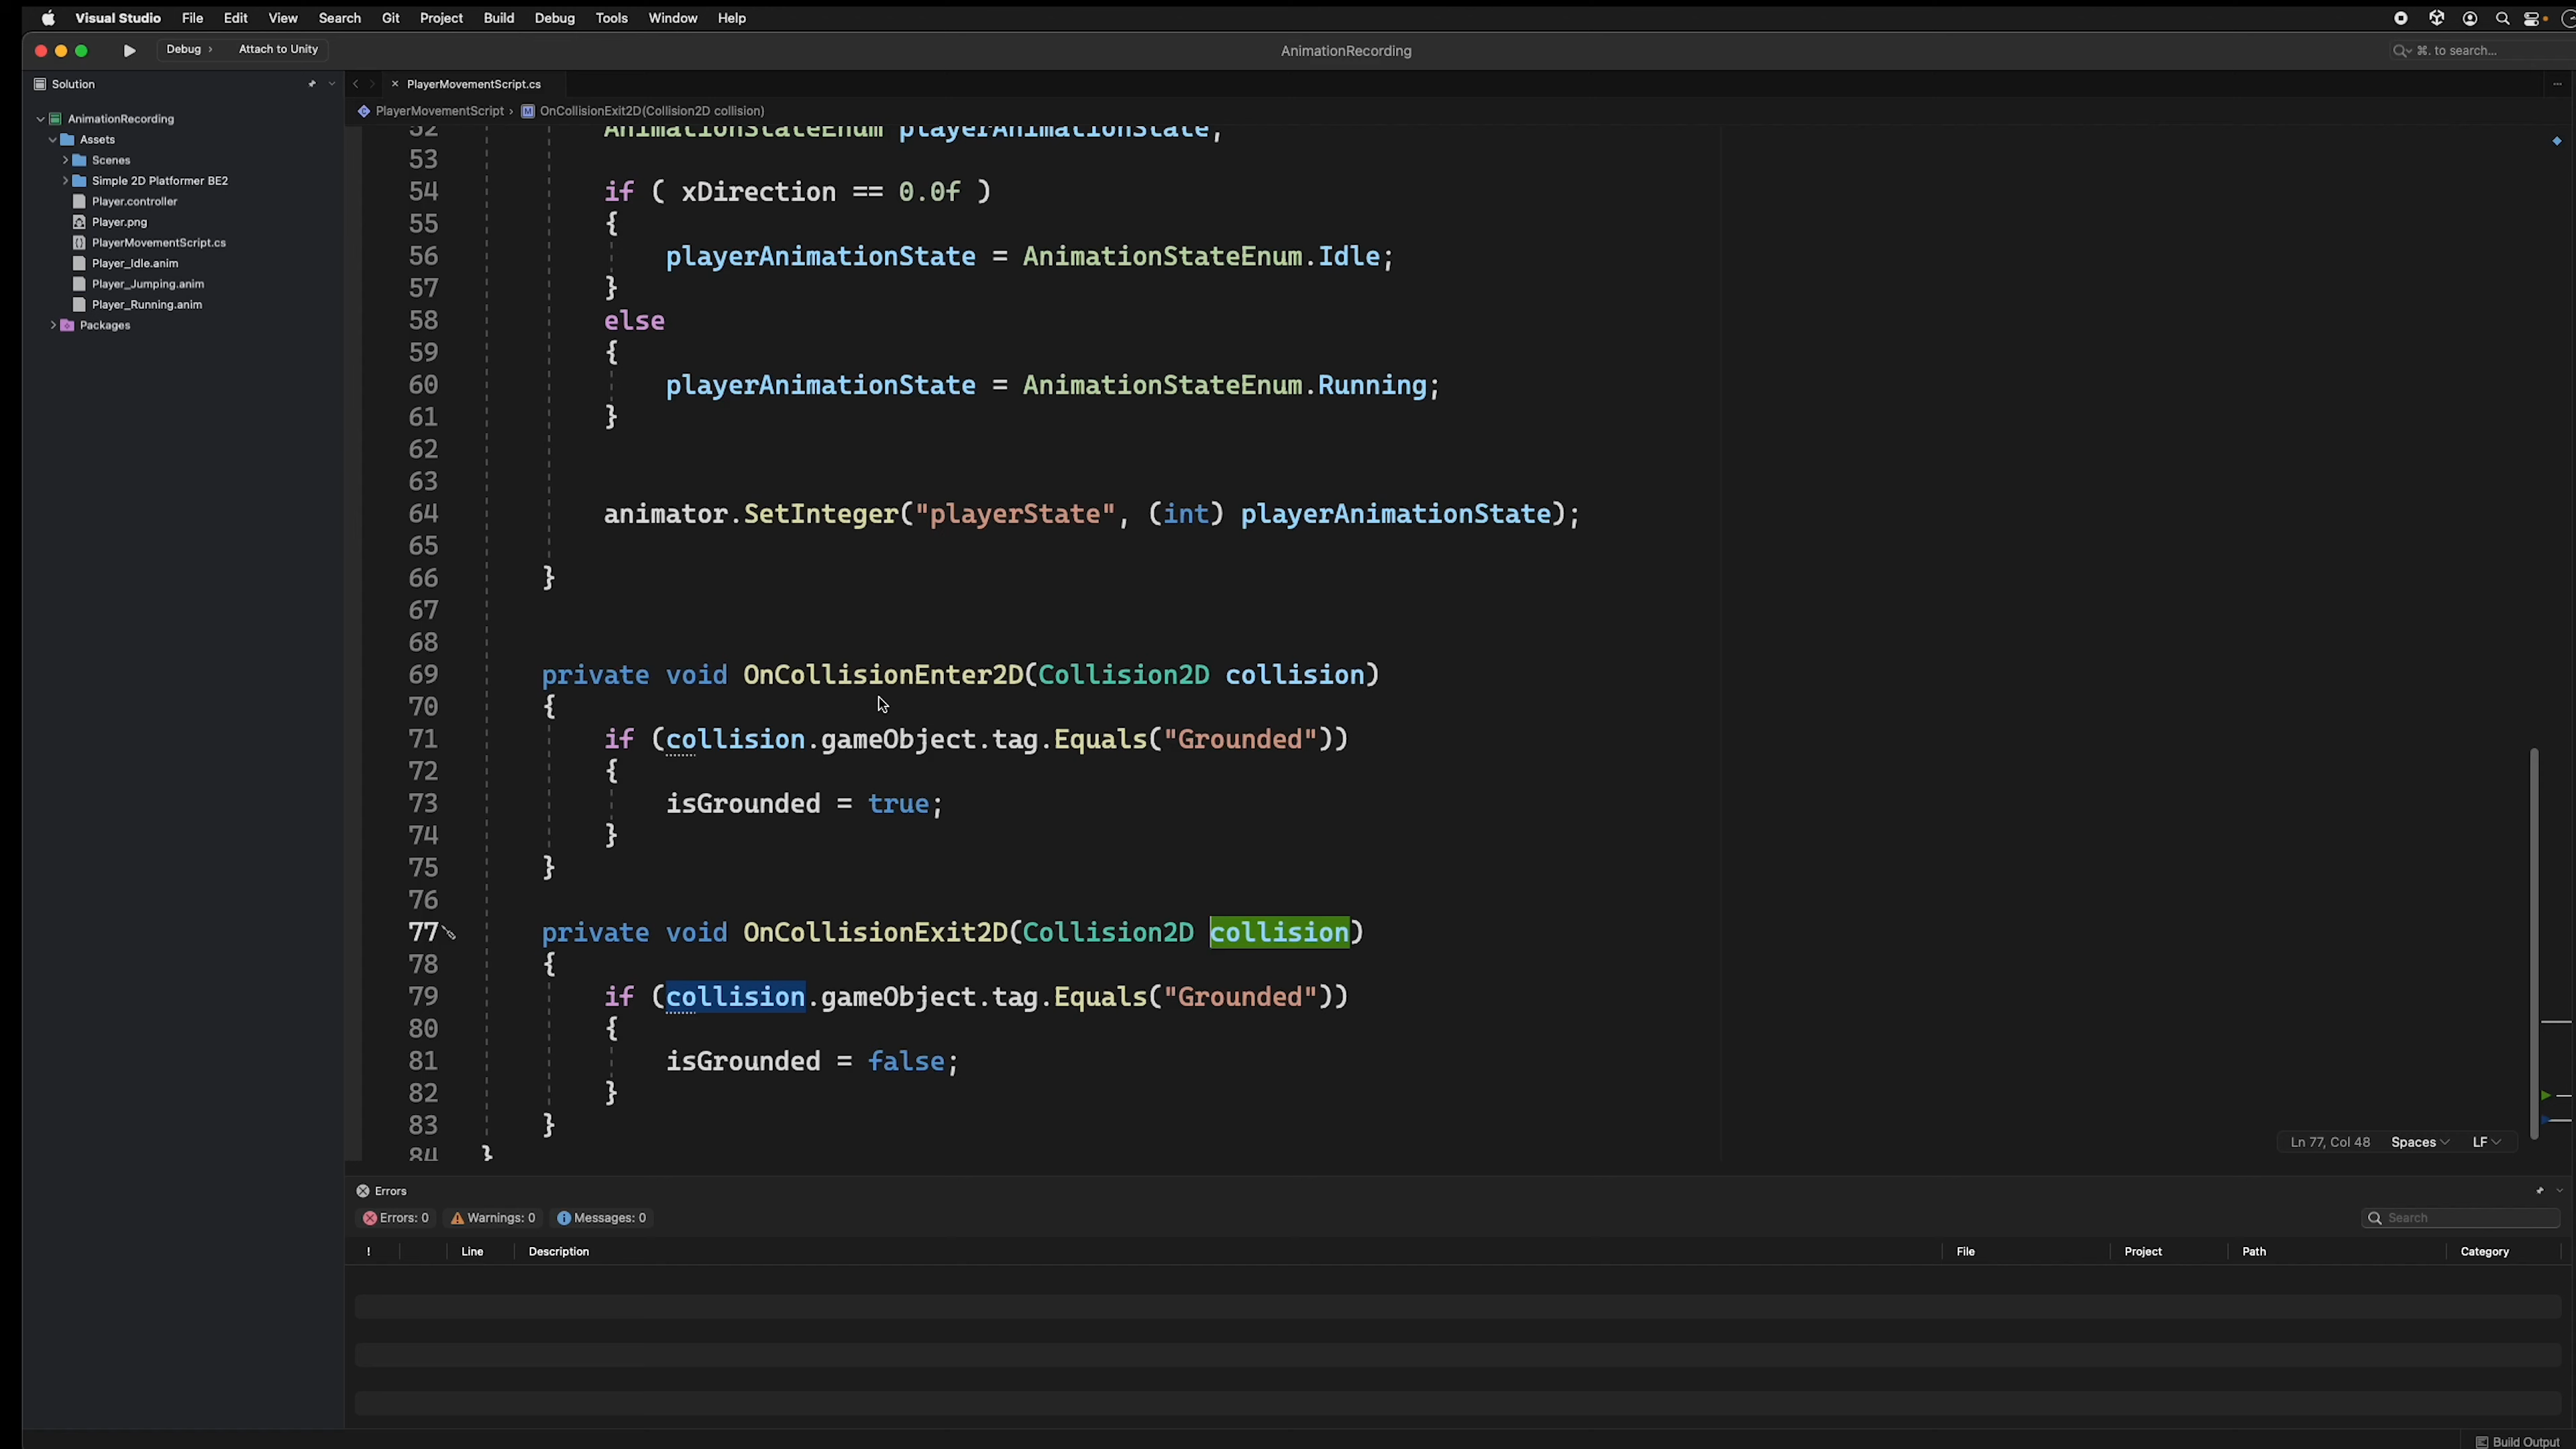 Visual Studio File Edit View Search Git Project Build Debug Tools Window Help
Debug › Attach to Unity
AnimationRecording
⌘. to search...
Solution
PlayerMovementScript.cs
PlayerMovementScript › M OnCollisionExit2D(Collision2D collision)
AnimationRecording
Assets
Scenes
Simple 2D Platformer BE2
Player.controller
Player.png
PlayerMovementScript.cs
Player_Idle.anim
Player_Jumping.anim
Player_Running.anim
Packages
52 AnimationStateEnum playerAnimationState;
53
54 if ( xDirection == 0.0f )
55 {
56 playerAnimationState = AnimationStateEnum.Idle;
57 }
58 else
59 {
60 playerAnimationState = AnimationStateEnum.Running;
61 }
62
63
64 animator.SetInteger("playerState", (int) playerAnimationState);
65
66 }
67
68
69 private void OnCollisionEnter2D(Collision2D collision)
70 {
71 if (collision.gameObject.tag.Equals("Grounded"))
72 {
73 isGrounded = true;
74 }
75 }
76
77 private void OnCollisionExit2D(Collision2D collision)
78 {
79 if (collision.gameObject.tag.Equals("Grounded"))
80 {
81 isGrounded = false;
82 }
83 }
84 }
Ln 77, Col 48 Spaces LF
Errors
Errors: 0 Warnings: 0 Messages: 0
Search
! Line Description File Project Path Category
Build Output